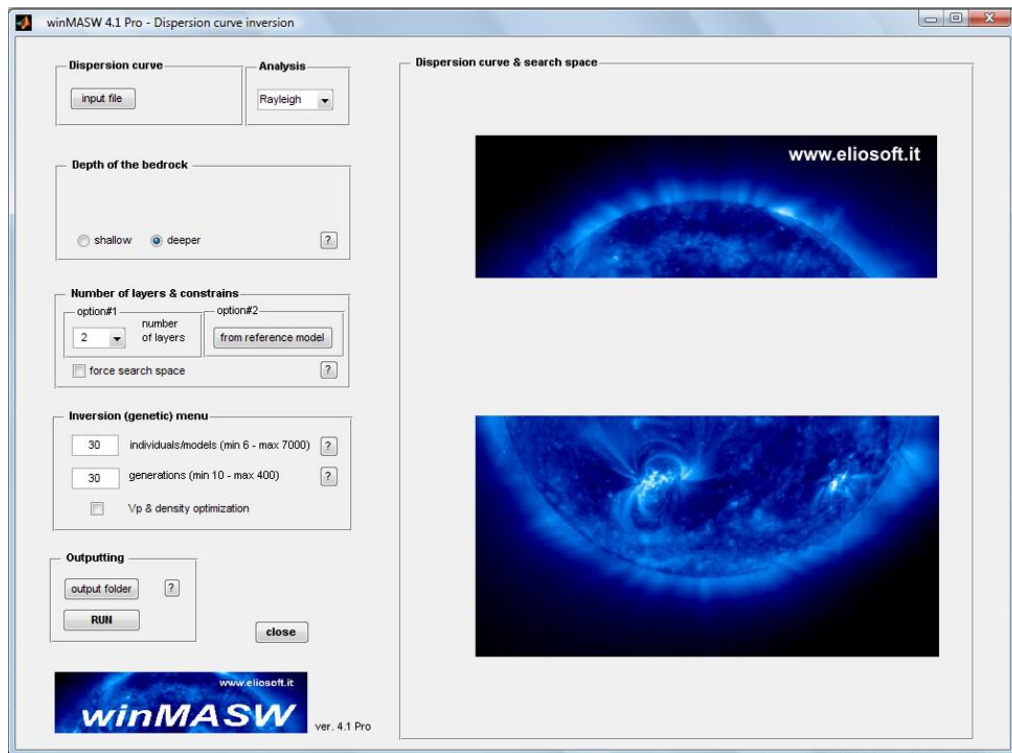 winMASW 4.1 Pro - Dispersion curve inversion
Dispersion curve
input file
Analysis
Rayleigh
Depth of the bedrock
shallow
deeper
?
Number of layers & constrains
option#1
2
number
of layers
option#2
from reference model
force search space
?
Inversion (genetic) menu
30
individuals/models (min 6 - max 7000)
?
30
generations (min 10 - max 400)
?
Vp & density optimization
Outputting
output folder
?
RUN
close
www.eliosoft.it
winMASW
ver. 4.1 Pro
Dispersion curve & search space
www.eliosoft.it